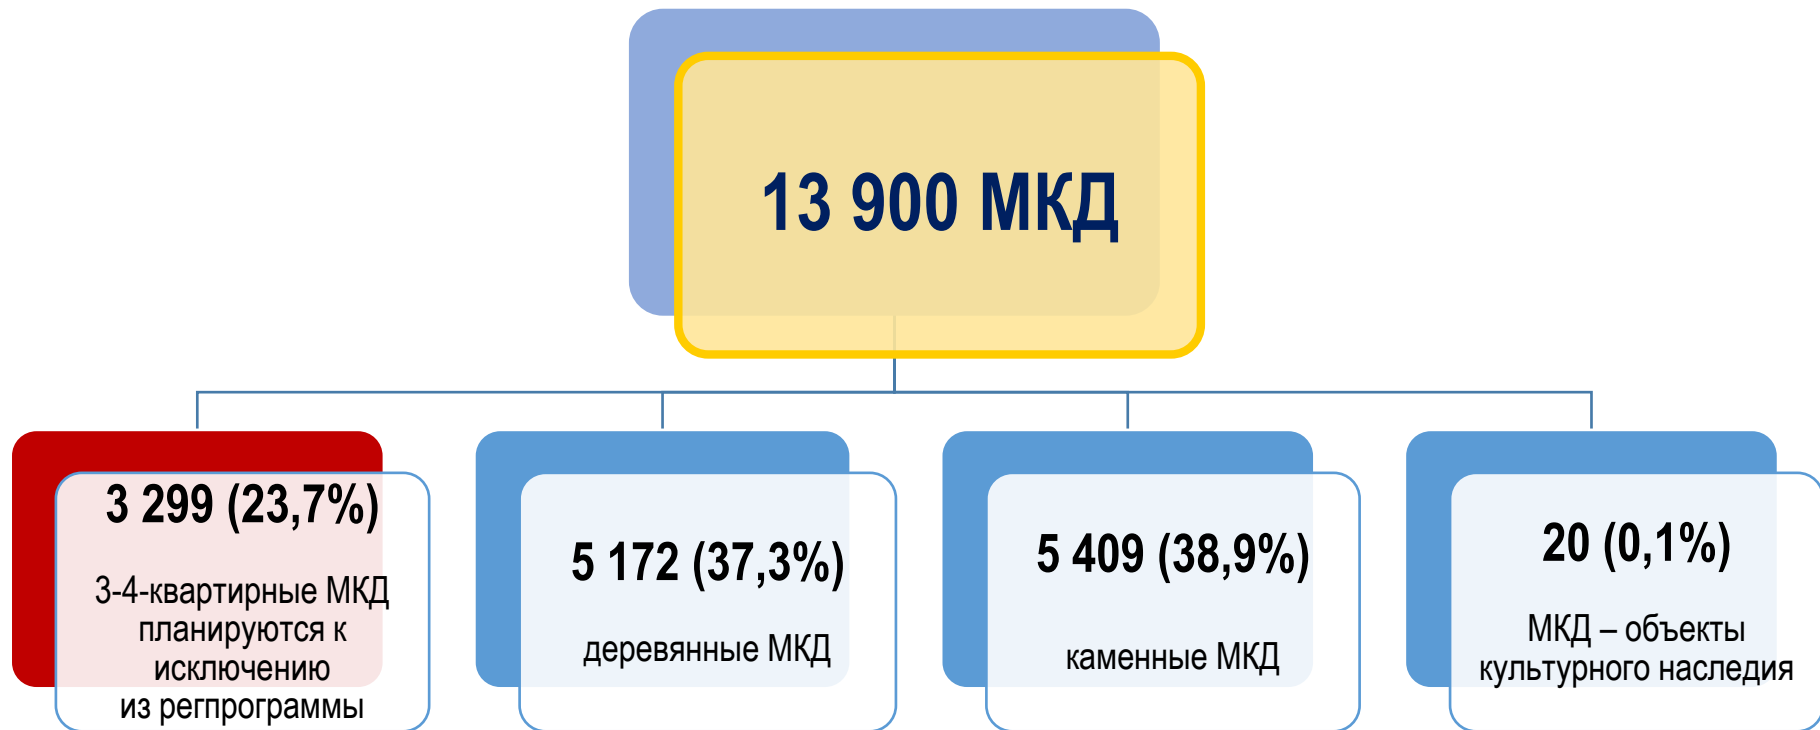 13 900 МКД
3 299 (23,7%)
3-4-квартирные МКД
планируются к
исключению
из регпрограммы
5 172 (37,3%)
деревянные МКД
5 409 (38,9%)
каменные МКД
20 (0,1%)
МКД – объекты
культурного наследия